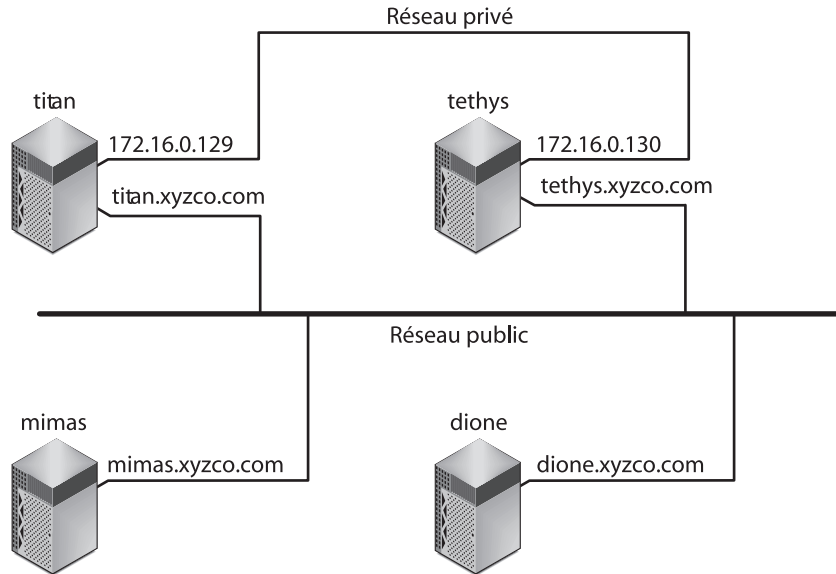 Réseau privé
titan
tethys
172.16.0.129
172.16.0.130
titan.xyzco.com
tethys.xyzco.com
Réseau public
mimas
dione
mimas.xyzco.com
dione.xyzco.com